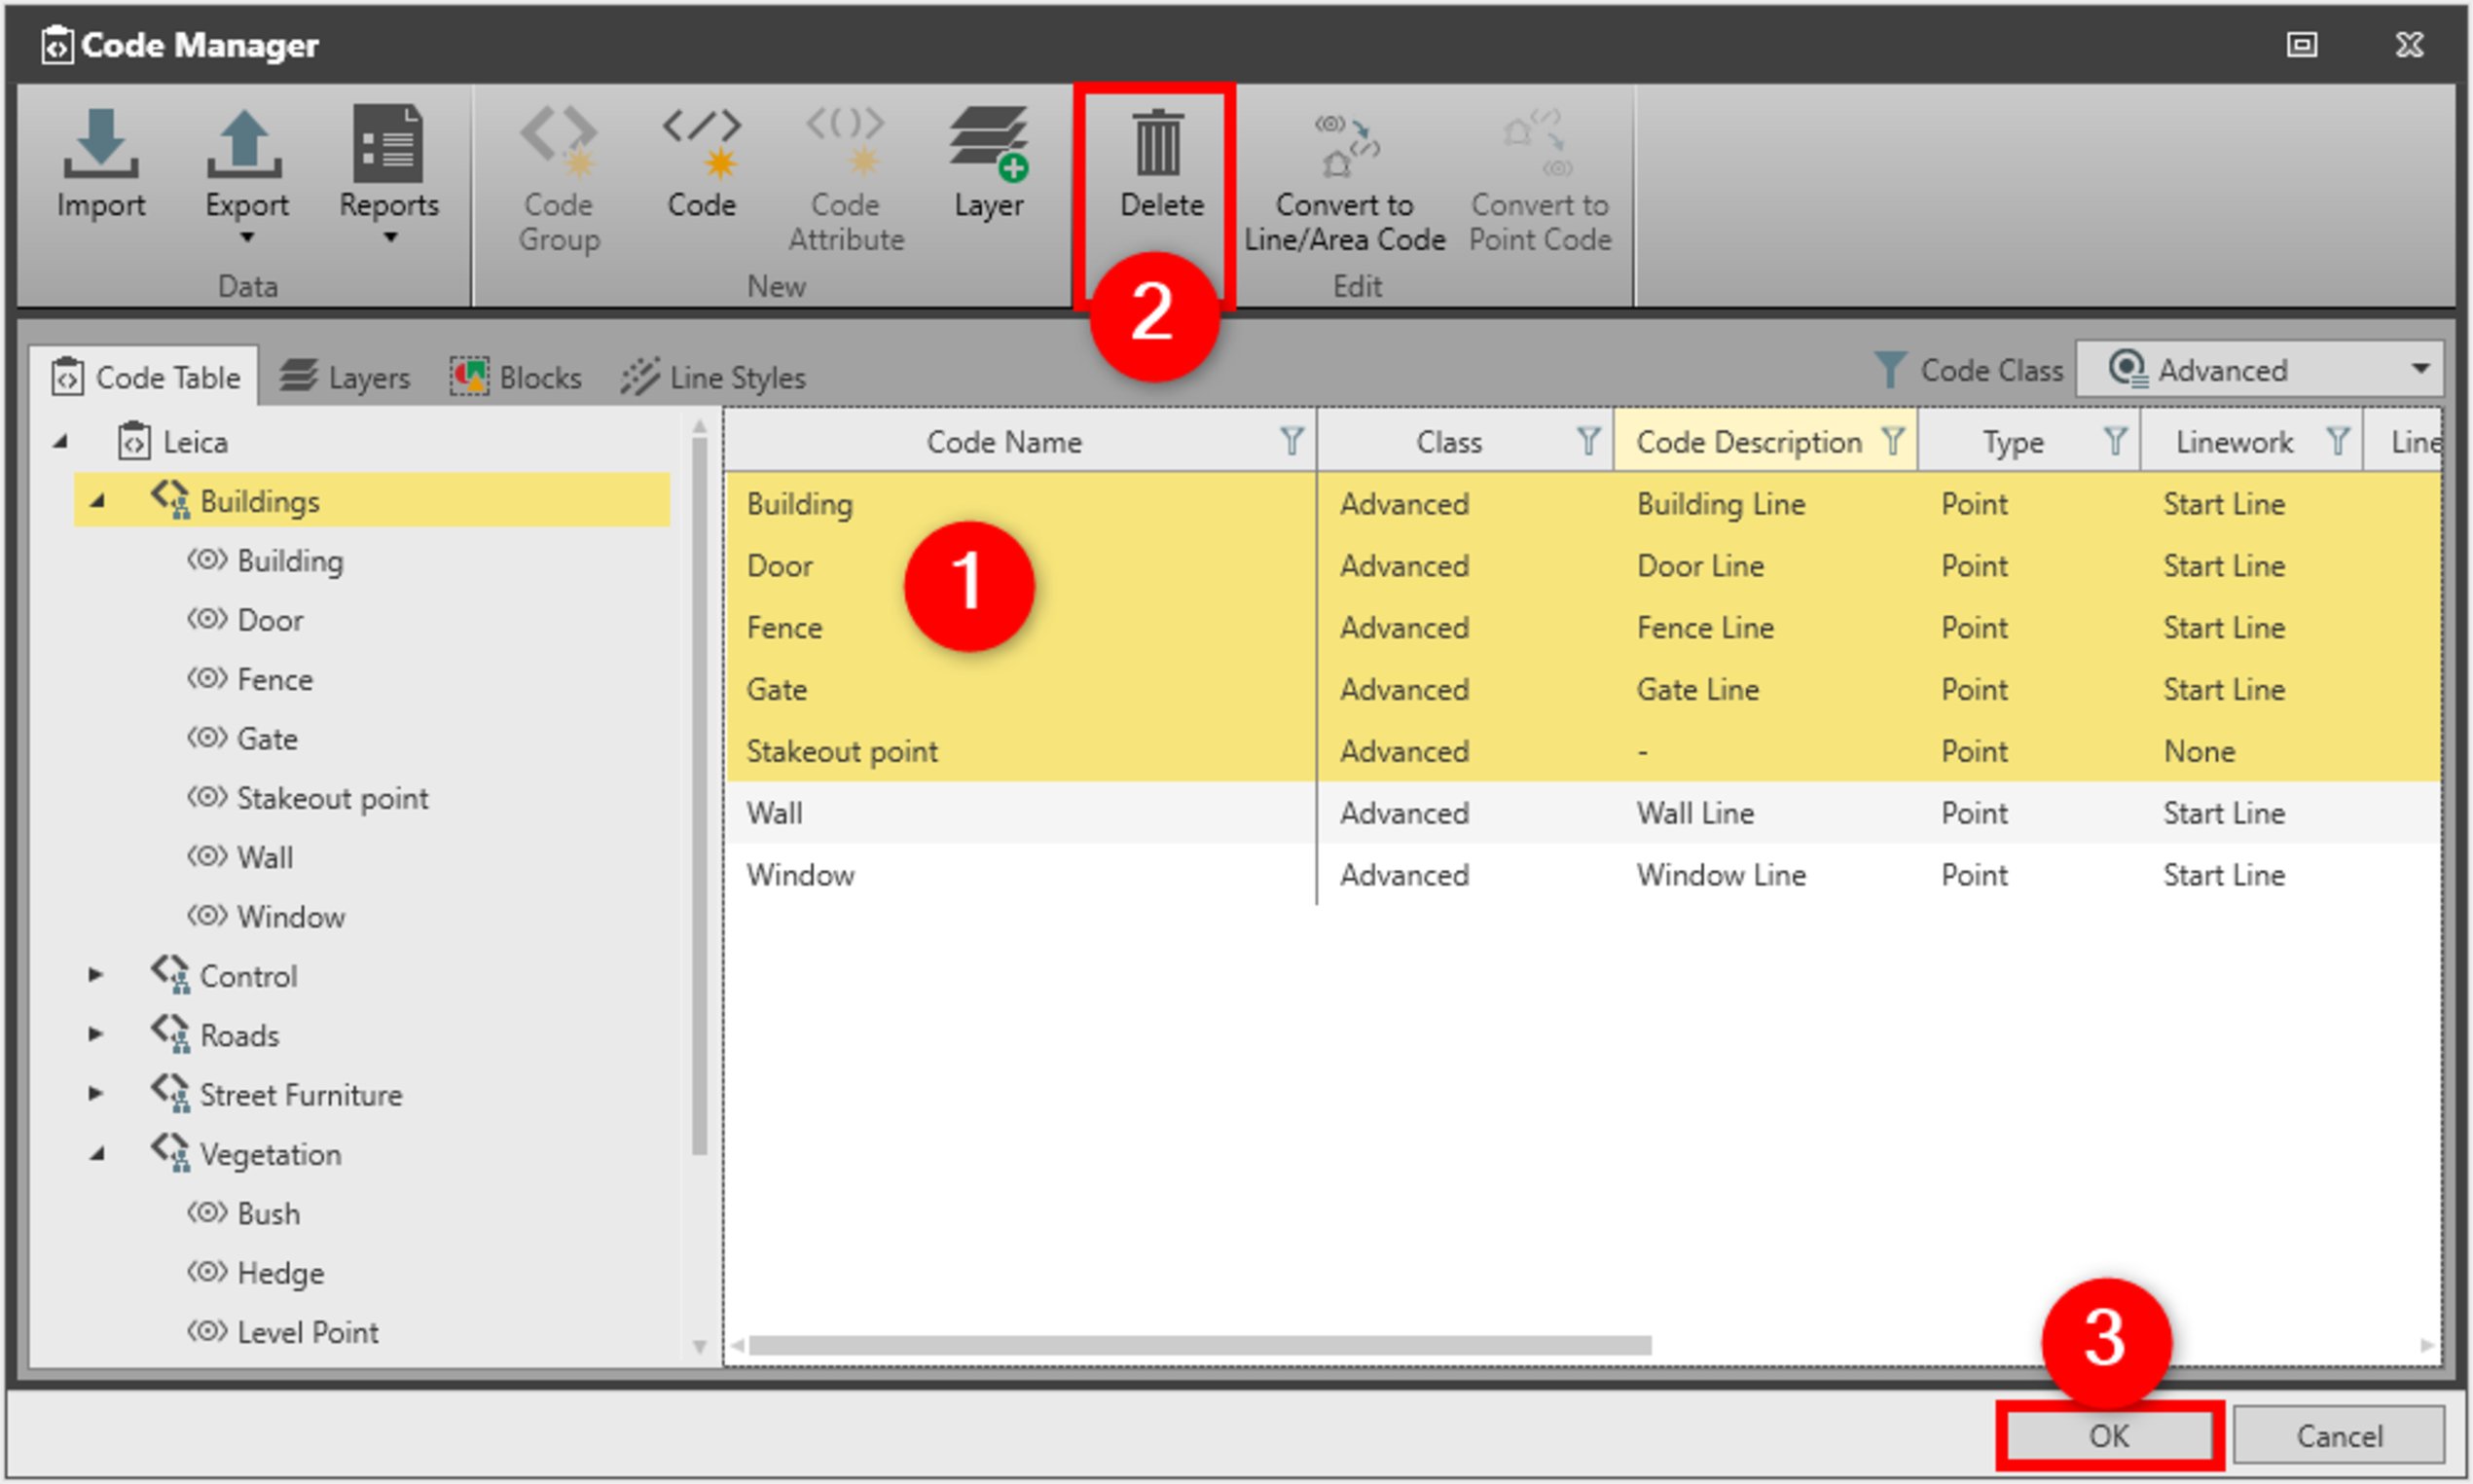 Code Manager
Import
Export
Reports
Data
Code Group
Code
Code Attribute
Layer
New
Delete
Convert to Line/Area Code
Convert to Point Code
Edit
2
Code Table
Layers
Blocks
Line Styles
Code Class
Advanced
Leica
Buildings
Building
Door
Fence
Gate
Stakeout point
Wall
Window
Control
Roads
Street Furniture
Vegetation
Bush
Hedge
Level Point
Code Name Class Code Description Type Linework Line
Building Advanced Building Line Point Start Line
Door Advanced Door Line Point Start Line
1
Fence Advanced Fence Line Point Start Line
Gate Advanced Gate Line Point Start Line
Stakeout point Advanced - Point None
Wall Advanced Wall Line Point Start Line
Window Advanced Window Line Point Start Line
3
OK
Cancel